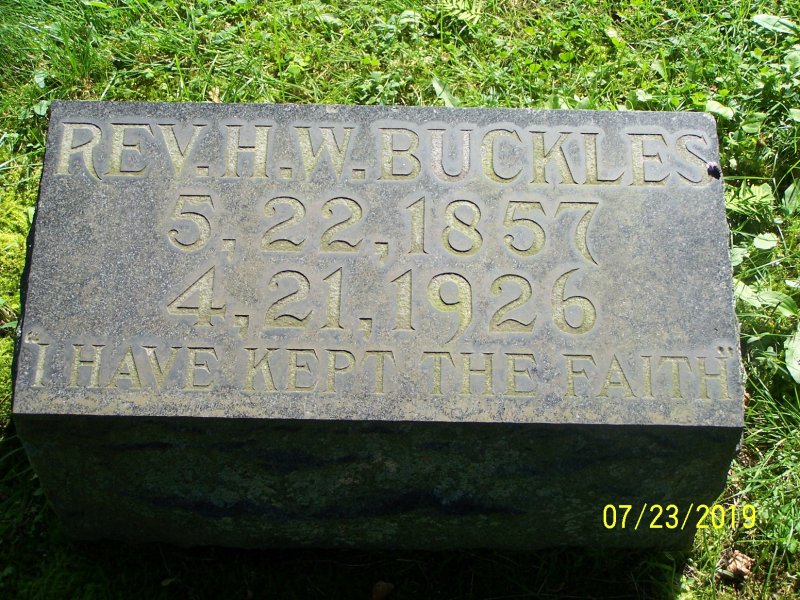 REV. H. W. BUCKLES
5, 22, 1857
4, 21, 1926
"I HAVE KEPT THE FAITH"
07/23/2019